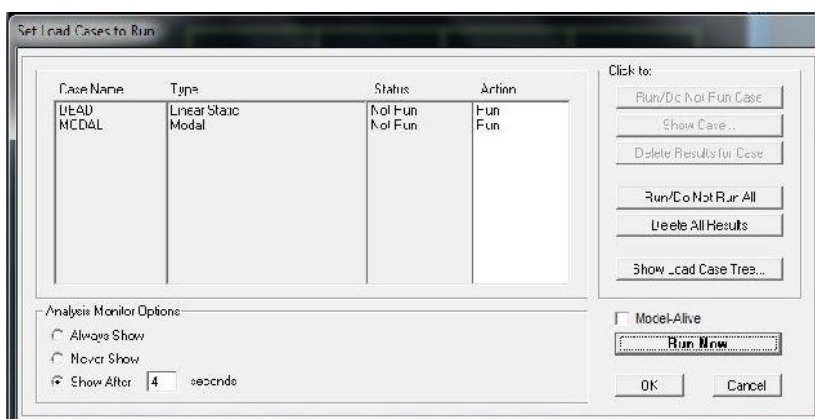 Set Load Cases to Run
Case Name Type Status Action
DEAD Linear Static Not Run Run
MODAL Modal Not Run Run
Click to:
Run/Do Not Run Case
Show Case...
Delete Results for Case
Run/Do Not Run All
Delete All Results
Show Load Case Tree...
Analysis Monitor Options
Always Show
Never Show
Show After 4 seconds
Model-Alive
Run Now
OK Cancel